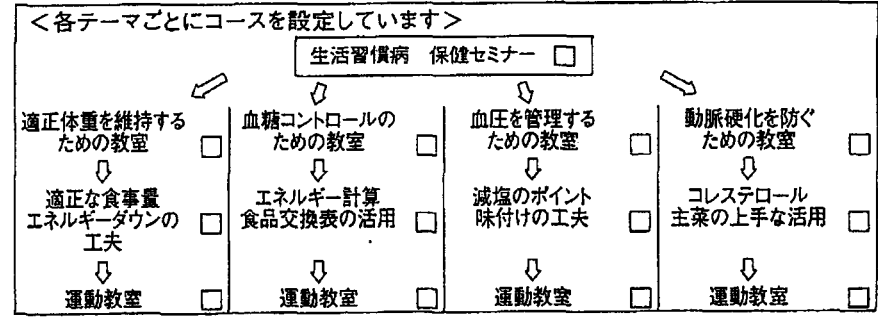 ＜各テーマごとにコースを設定しています＞
生活習慣病 保健セミナー □
適正体重を維持する
ための教室 □
適正な食事量
エネルギーダウンの
工夫 □
運動教室 □
血糖コントロールの
ための教室 □
エネルギー計算
食品交換表の活用 □
運動教室 □
血圧を管理する
ための教室 □
減塩のポイント
味付けの工夫 □
運動教室 □
動脈硬化を防ぐ
ための教室 □
コレステロール
主菜の上手な活用 □
運動教室 □